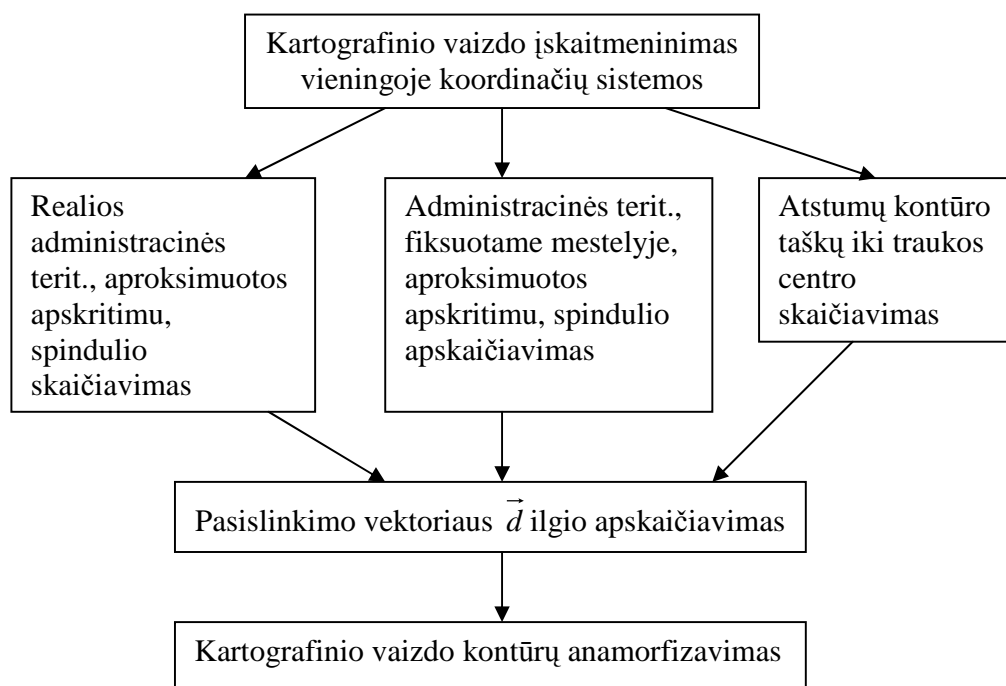 Kartografinio vaizdo įskaitmeninimas
vieningoje koordinačių sistemos
Realios
administracinės
terit., aproksimuotos
apskritimu,
spindulio
skaičiavimas
Administracinės terit.,
fiksuotame mestelyje,
aproksimuotos
apskritimu, spindulio
apskaičiavimas
Atstumų kontūro
taškų iki traukos
centro
skaičiavimas
Pasislinkimo vektoriaus d⃗ ilgio apskaičiavimas
Kartografinio vaizdo kontūrų anamorfizavimas